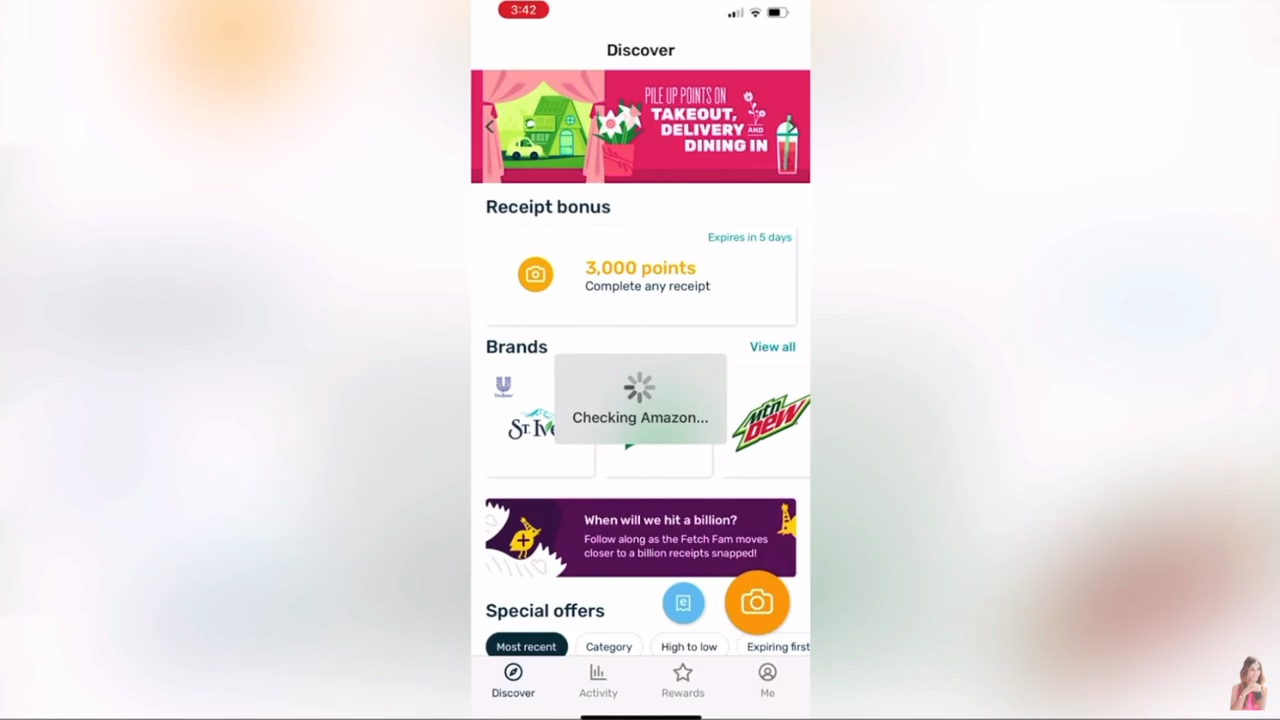 3:42
Discover
PILE UP POINTS ON
TAKEOUT,
DELIVERY AND
DINING IN
Receipt bonus
Expires in 5 days
3,000 points
Complete any receipt
Brands
View all
Unilever
ST. IVE
Mtn
DEW
Checking Amazon...
When will we hit a billion?
Follow along as the Fetch Fam moves
closer to a billion receipts snapped!
Special offers
e
Most recent
Category
High to low
Expiring first
Discover
Activity
Rewards
Me